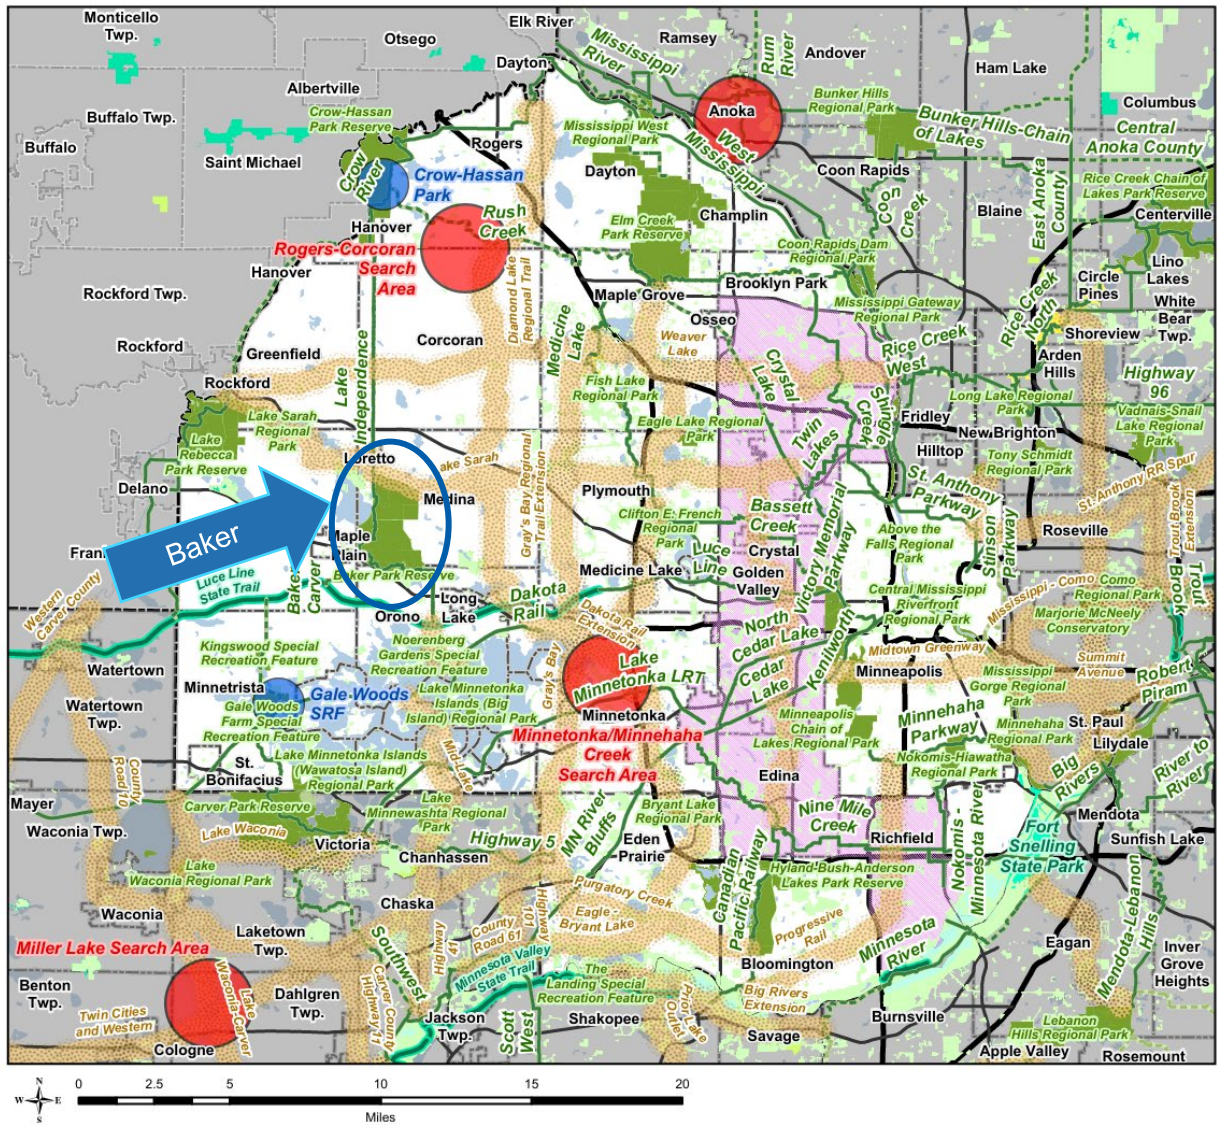 Monticello
Twp.
Otsego
Elk River
Ramsey
Mississippi
River
Rum
River
Andover
Ham Lake
Dayton
Albertville
Buffalo Twp.
Crow-Hassan
Park Reserve
Anoka
Bunker Hills
Regional Park
Columbus
Bunker Hills-Chain
of Lakes
Central
Anoka County
Buffalo
Saint Michael
Rogers
Mississippi West
Regional Park
West
Mississippi
Dayton
Coon Rapids
Crow
River
Crow-Hassan
Park
Rice Creek Chain of
Lakes Park Reserve
East Anoka
County
Coon
Creek
Blaine
Centerville
Champlin
Rush
Creek
Elm Creek
Park Reserve
Hanover
Rogers-Corcoran
Search
Area
Coon Rapids Dam
Regional Park
Lino
Lakes
Hanover
Rockford Twp.
Diamond Lake
Regional Trail
Maple Grove
Brooklyn Park
Circle
Pines
White
Bear
Twp.
Mississippi Gateway
Regional Park
Rice Creek
North
Osseo
Shoreview
Medicine
Lake
Weaver
Lake
Corcoran
Rockford
Greenfield
Rice Creek
West
Arden
Hills
Highway
96
Crystal
Lake
Lake
Independence
Rockford
Fish Lake
Regional Park
Long Lake Regional
Park
Shingle
Creek
Fridley
Vadnais-Snail
Lake Regional
Park
Lake Sarah
Regional
Park
Eagle Lake Regional
Park
Twin
Lakes
New Brighton
Hilltop
Lake
Rebecca
Park Reserve
Loretto
Lake Sarah
Tony Schmidt
Regional Park
St. Anthony RR Spur
Delano
Medina
Plymouth
St. Anthony
Parkway
Gray's Bay Regional
Trail Extension
Clifton E. French
Regional Park
Bassett
Creek
Victory Memorial
Parkway
Above the
Falls Regional
Park
Stinson
Parkway
Roseville
Trout Brook
Extension
Baker
Maple
Plain
Crystal
Luce
Line
Medicine Lake
Golden
Valley
Baker Park Reserve
Luce Line
State Trail
Baker
Carver
Western
Carver County
Long
Lake
Dakota
Rail
Dakota Rail
Extension
Orono
Central Mississippi
Riverfront
Regional Park
Mississippi - Como
Como
Regional Park
Marjorie McNeely
Conservatory
Trout
Brook
North
Cedar Lake
Kenilworth
Kingswood Special
Recreation Feature
Noerenberg
Gardens Special
Recreation Feature
Gray's Bay
Lake
Minnetonka LRT
Cedar
Lake
Midtown Greenway
Summit
Avenue
Robert
Piram
Watertown
Minneapolis
Mississippi
Gorge Regional
Park
Minnetrista
Gale Woods
SRF
Gale Woods
Farm Special
Recreation Feature
Lake Minnetonka
Islands (Big
Island) Regional Park
Watertown
Twp.
Minnetonka
Minnetonka/Minnehaha
Creek
Search Area
Minneapolis
Chain of
Lakes Regional Park
Minnehaha
Parkway
Minnehaha
Regional Park
St. Paul
Lilydale
Lake Minnetonka Islands
(Wawatosa Island)
Regional Park
Mid-Lake
St.
Bonifacius
Nokomis-Hiawatha
Regional Park
Big
Rivers
River to
River
County
Road 10
Edina
Mayer
Carver Park Reserve
Lake
Minnewashta Regional
Park
Bryant Lake
Regional Park
Nine Mile
Creek
Mendota
Waconia Twp.
Lake Waconia
Highway 5
MN River
Bluffs
Richfield
Nokomis -
Minnesota River
Fort
Snelling
State Park
Sunfish Lake
Victoria
Chanhassen
Eden
Prairie
Lake
Waconia Regional Park
Canadian
Pacific Railway
Hyland-Bush-Anderson
Lakes Park Reserve
Purgatory Creek
Chaska
Waconia
Highway
101
County
Road 61
Eagle -
Bryant Lake
Progressive
Rail
Minnesota
River
Mendota-Lebanon
Hills
Miller Lake Search Area
Laketown
Twp.
Highway
41
Eagan
Inver
Grove
Heights
Southwest
Minnesota Valley
State Trail
Bloomington
Benton
Twp.
Lake
Waconia-Carver
Dahlgren
Twp.
Carver County
Highway 11
The
Landing Special
Recreation Feature
Prior Lake
Outlet
Big Rivers
Extension
Twin Cities
and Western
Jackson
Twp.
Scott
West
Shakopee
Burnsville
Lebanon
Hills Regional Park
Savage
Cologne
Apple Valley
Rosemount
N
W
E
S
0
2.5
5
10
15
20
Miles